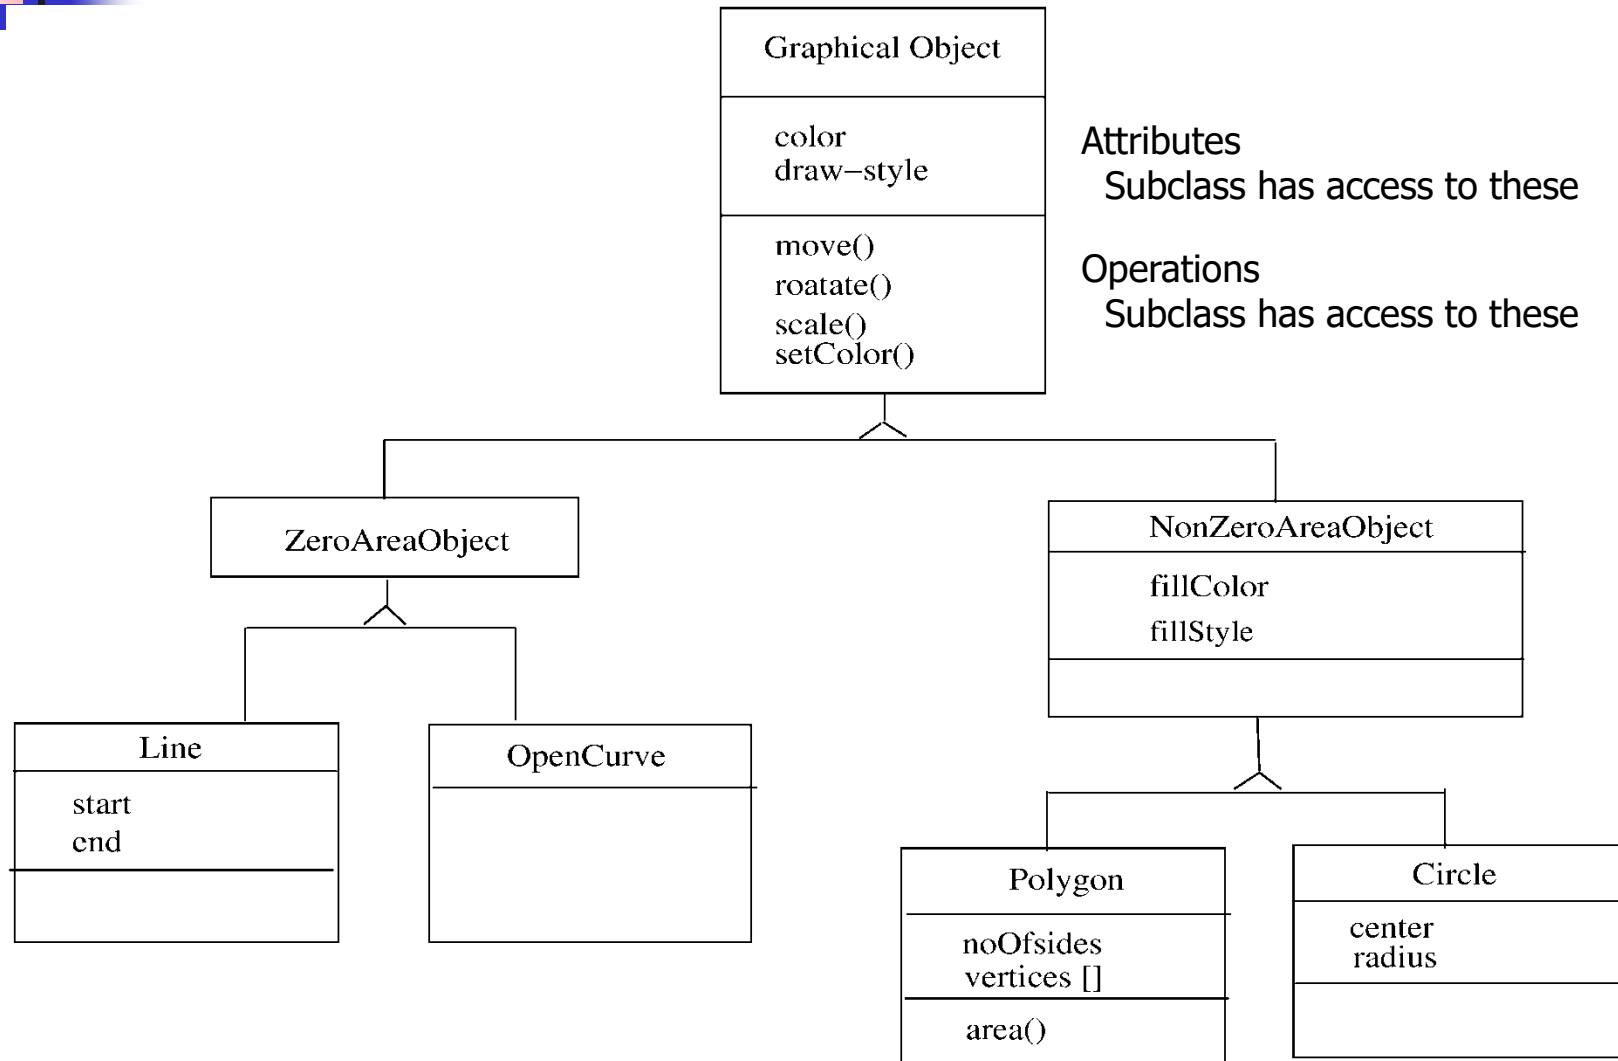 Graphical Object
color
draw–style
Attributes
Subclass has access to these
move()
roatate()
scale()
setColor()
Operations
Subclass has access to these
ZeroAreaObject
NonZeroAreaObject
fillColor
fillStyle
Line
start
end
OpenCurve
Polygon
noOfsides
vertices []
area()
Circle
center
radius